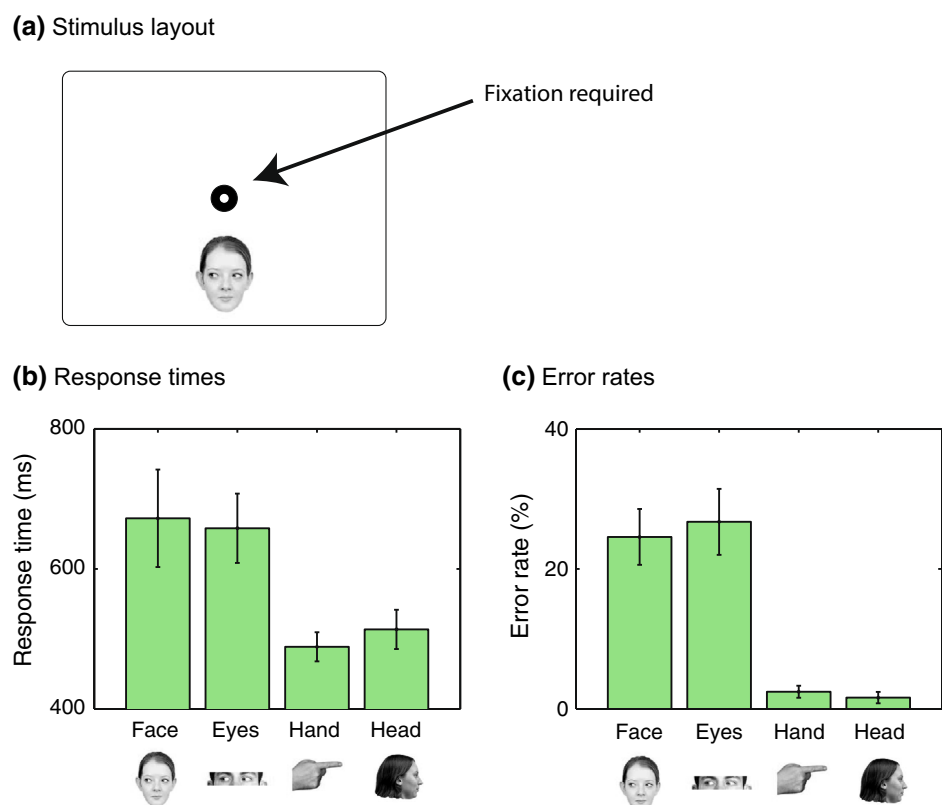 (a) Stimulus layout
Fixation required
(b) Response times
800
600
400
Response time (ms)
Face Eyes Hand Head
(c) Error rates
40
20
0
Error rate (%)
Face Eyes Hand Head